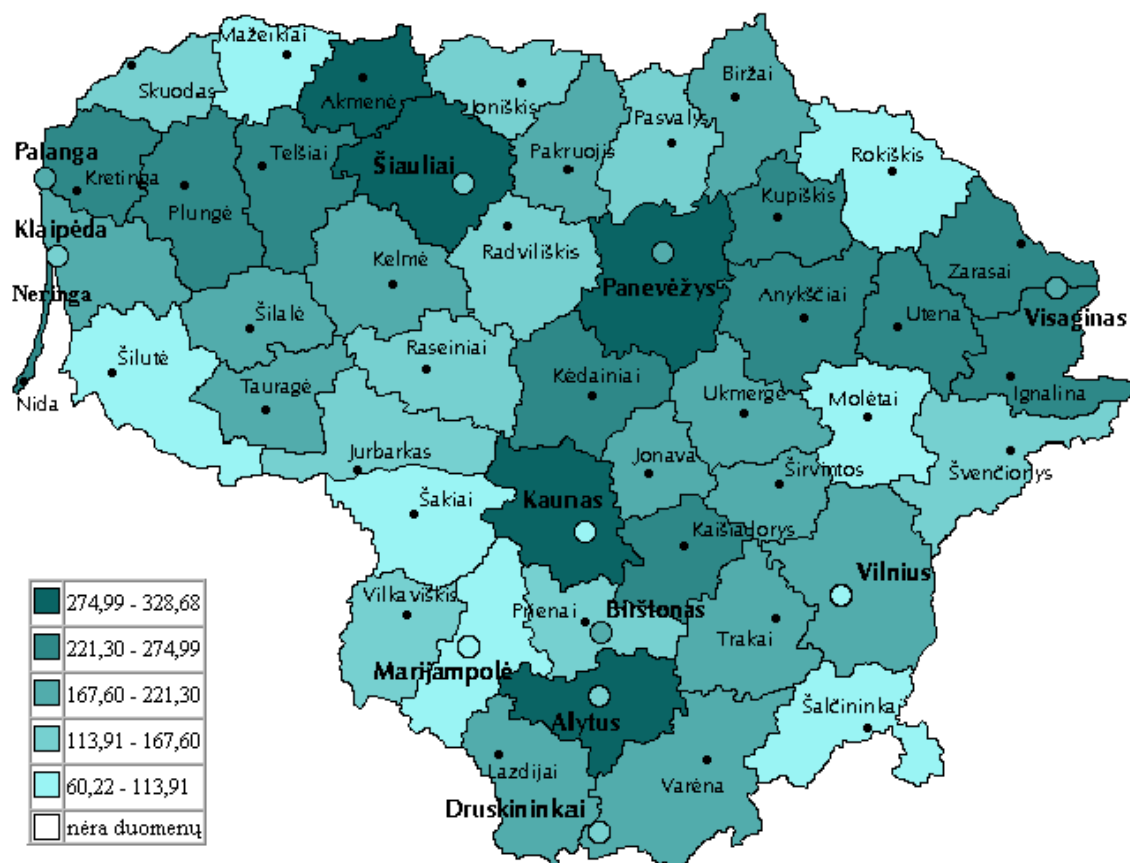 Mažeikiai
Skuodas
Akmenė
Joniškis
Biržai
Pasvalys
Palanga
Kretinga
Telšiai
Šiauliai
Pakruojis
Rokiškis
Plungė
Kupiškis
Klaipėda
Radviliškis
Kelmė
Zarasai
Neringa
Panevėžys
Anykščiai
Utena
Visaginas
Šilalė
Šilutė
Raseiniai
Kėdainiai
Ignalina
Nida
Tauragė
Ukmergė
Molėtai
Jurbarkas
Jonava
Širvintos
Švenčionys
Šakiai
Kaunas
Kaišiadorys
Vilnius
Vilkaviškis
Prienai
Birštonas
Trakai
Marijampolė
Alytus
Šalčininkai
Lazdijai
Varėna
Druskininkai
274,99 - 328,68
221,30 - 274,99
167,60 - 221,30
113,91 - 167,60
60,22 - 113,91
nėra duomenų